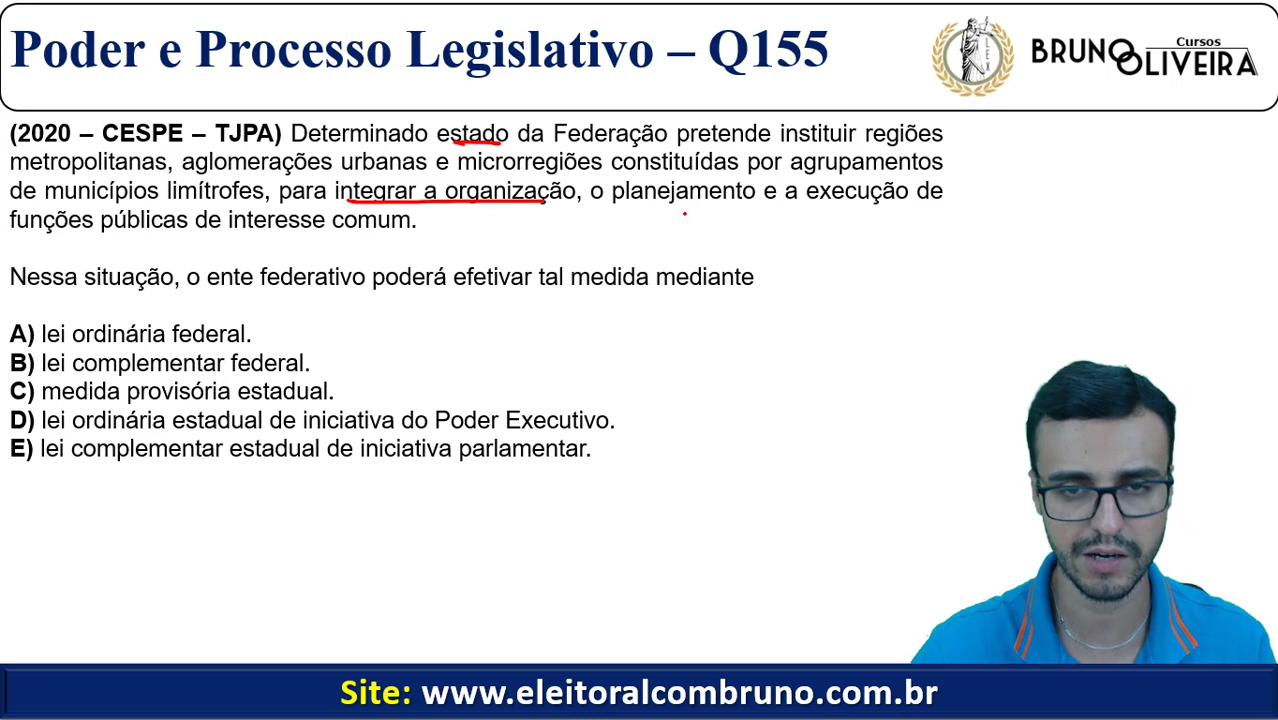 Poder e Processo Legislativo – Q155
LEX
BRUNO
Cursos
OLIVEIRA
(2020 – CESPE – TJPA) Determinado estado da Federação pretende instituir regiões
metropolitanas, aglomerações urbanas e microrregiões constituídas por agrupamentos
de municípios limítrofes, para integrar a organização, o planejamento e a execução de
funções públicas de interesse comum.
Nessa situação, o ente federativo poderá efetivar tal medida mediante
A) lei ordinária federal.
B) lei complementar federal.
C) medida provisória estadual.
D) lei ordinária estadual de iniciativa do Poder Executivo.
E) lei complementar estadual de iniciativa parlamentar.
Site: www.eleitoralcombruno.com.br